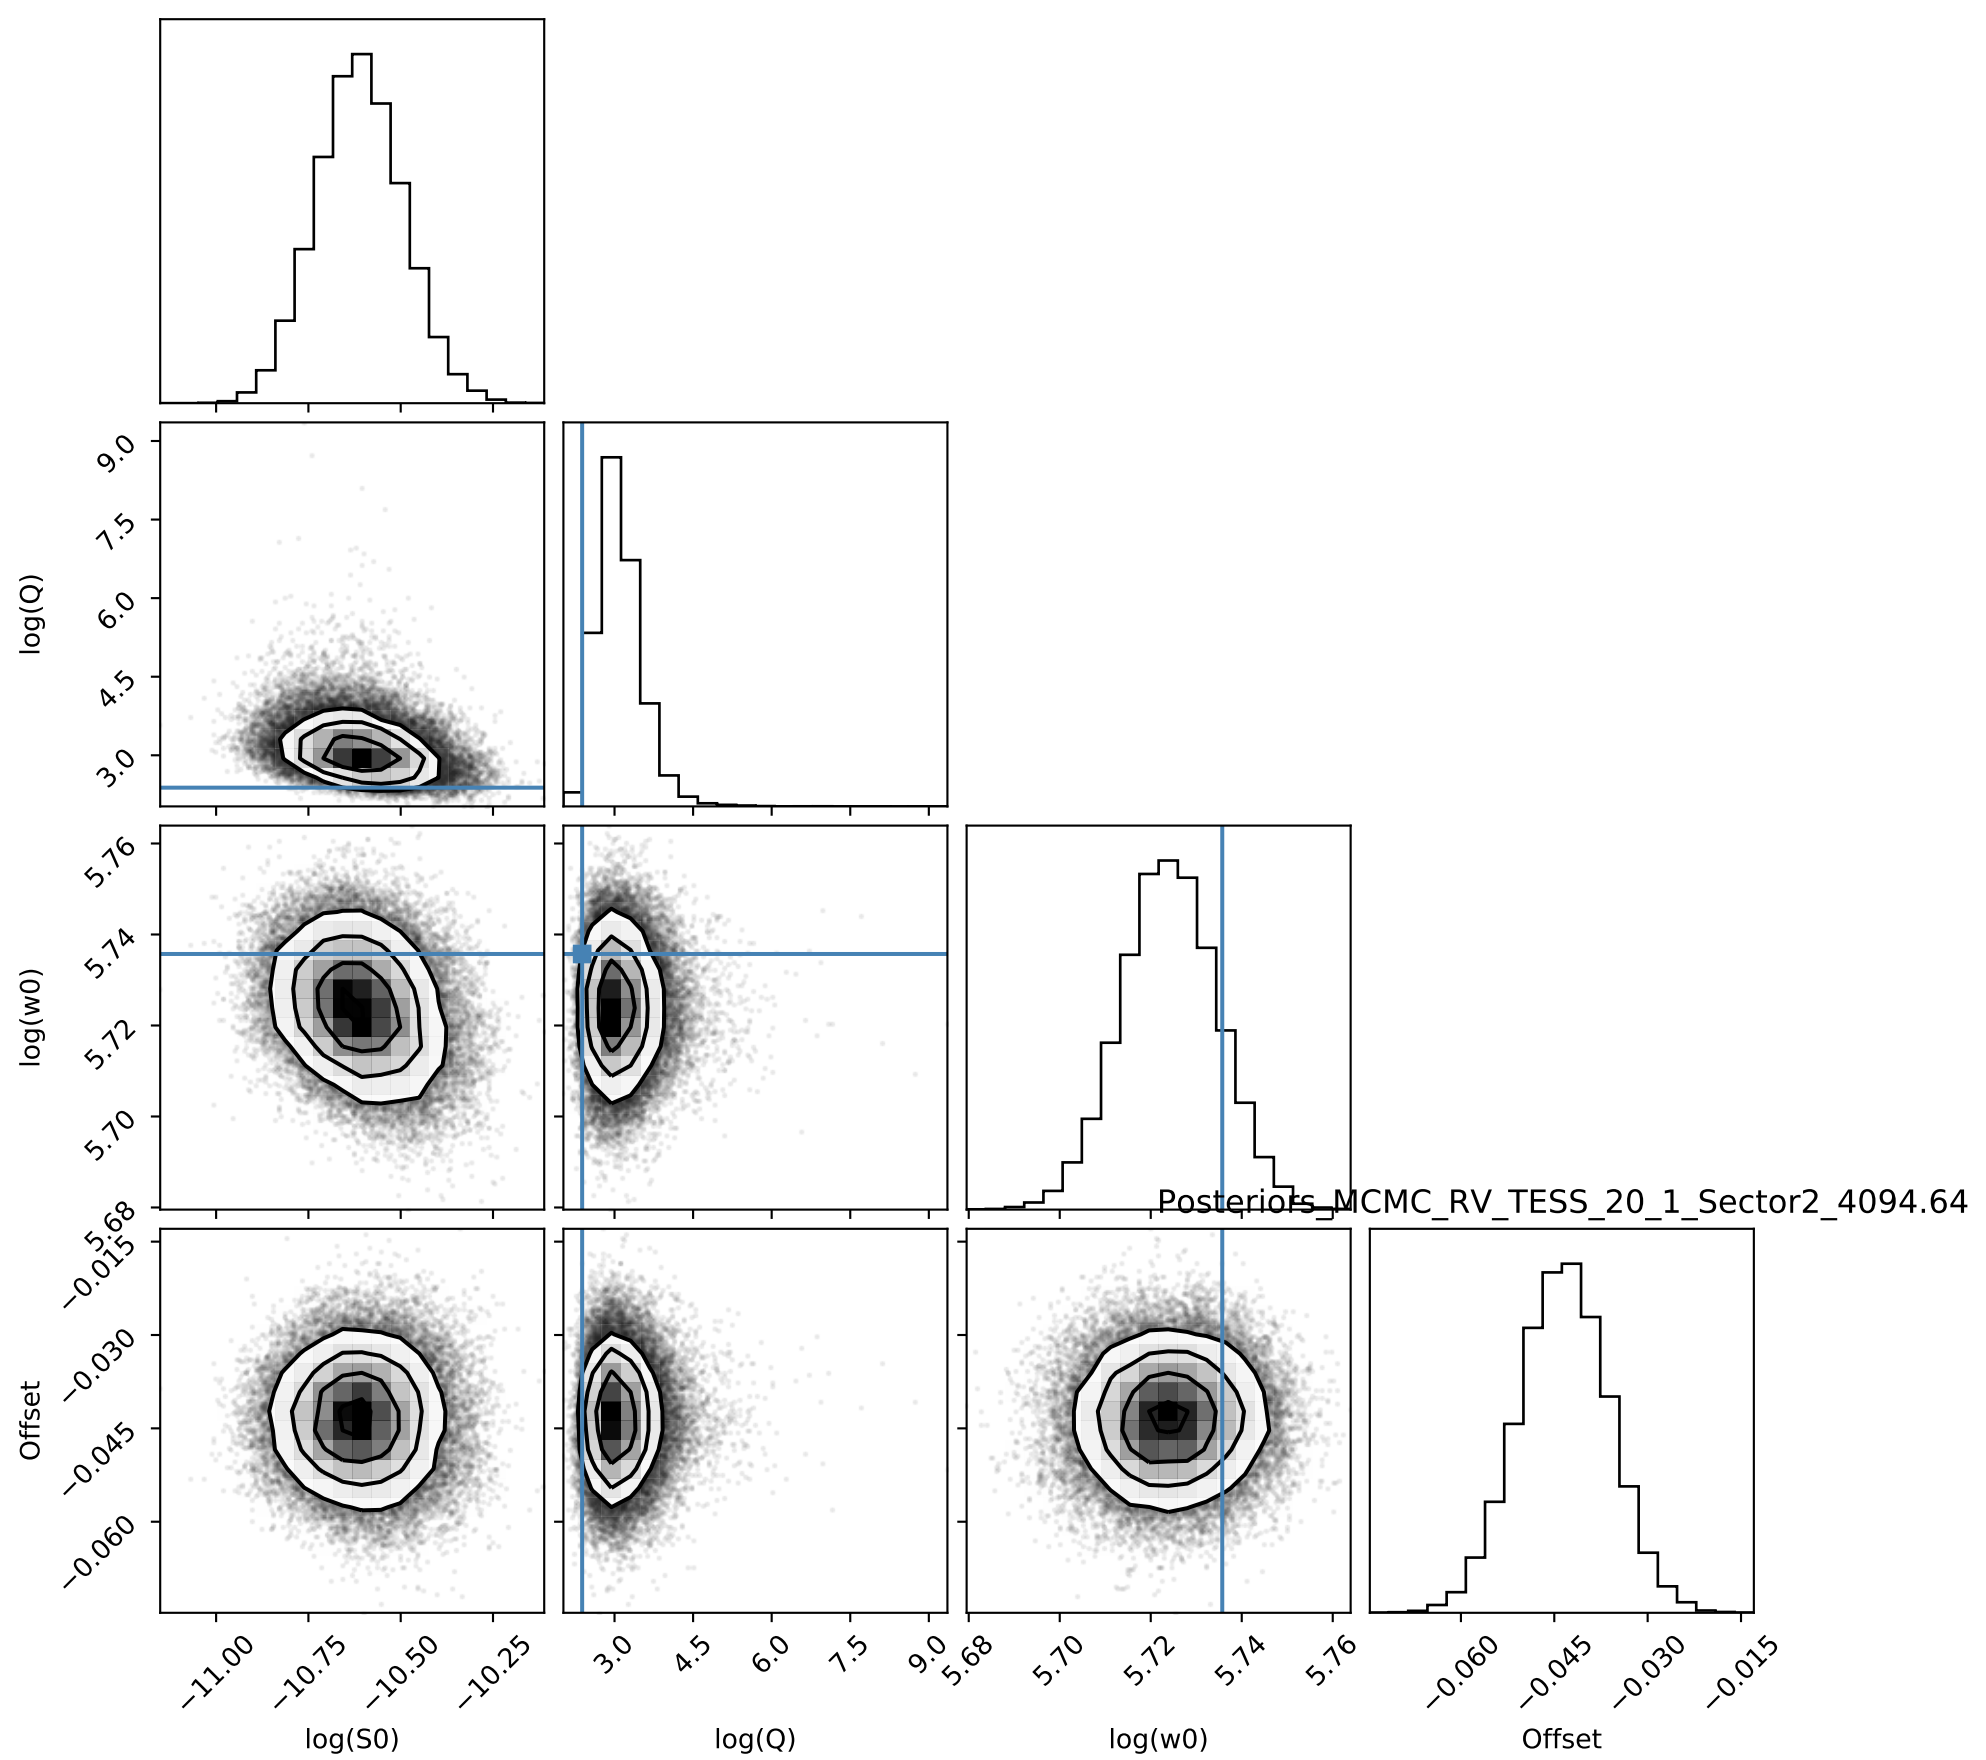 9.0
7.5
6.0
4.5
3.0
log(Q)
5.76
5.74
5.72
5.70
5.68
log(w0)
Posteriors_MCMC_RV_TESS_20_1_Sector2_4094.64
−0.015
−0.030
−0.045
−0.060
Offset
−11.00 −10.75 −10.50 −10.25 3.0 4.5 6.0 7.5 9.0 5.68 5.70 5.72 5.74 5.76 −0.060 −0.045 −0.030 −0.015
log(S0) log(Q) log(w0) Offset